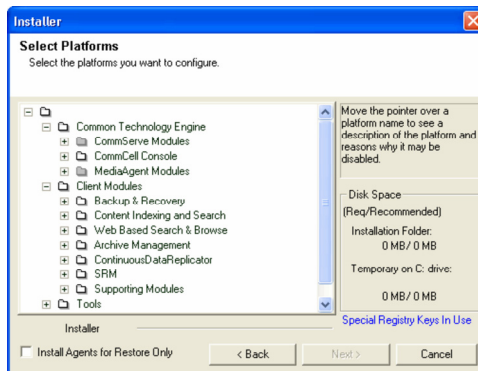 Installer
Select Platforms
Select the platforms you want to configure.
Common Technology Engine
CommServe Modules
CommCell Console
MediaAgent Modules
Client Modules
Backup & Recovery
Content Indexing and Search
Web Based Search & Browse
Archive Management
ContinuousDataReplicator
SRM
Supporting Modules
Tools
Move the pointer over a
platform name to see a
description of the platform and
reasons why it may be
disabled.
Disk Space
(Req/Recommended)
Installation Folder:
0 MB/ 0 MB
Temporary on C: drive:
0 MB/ 0 MB
Special Registry Keys In Use
Installer
Install Agents for Restore Only
< Back
Next >
Cancel